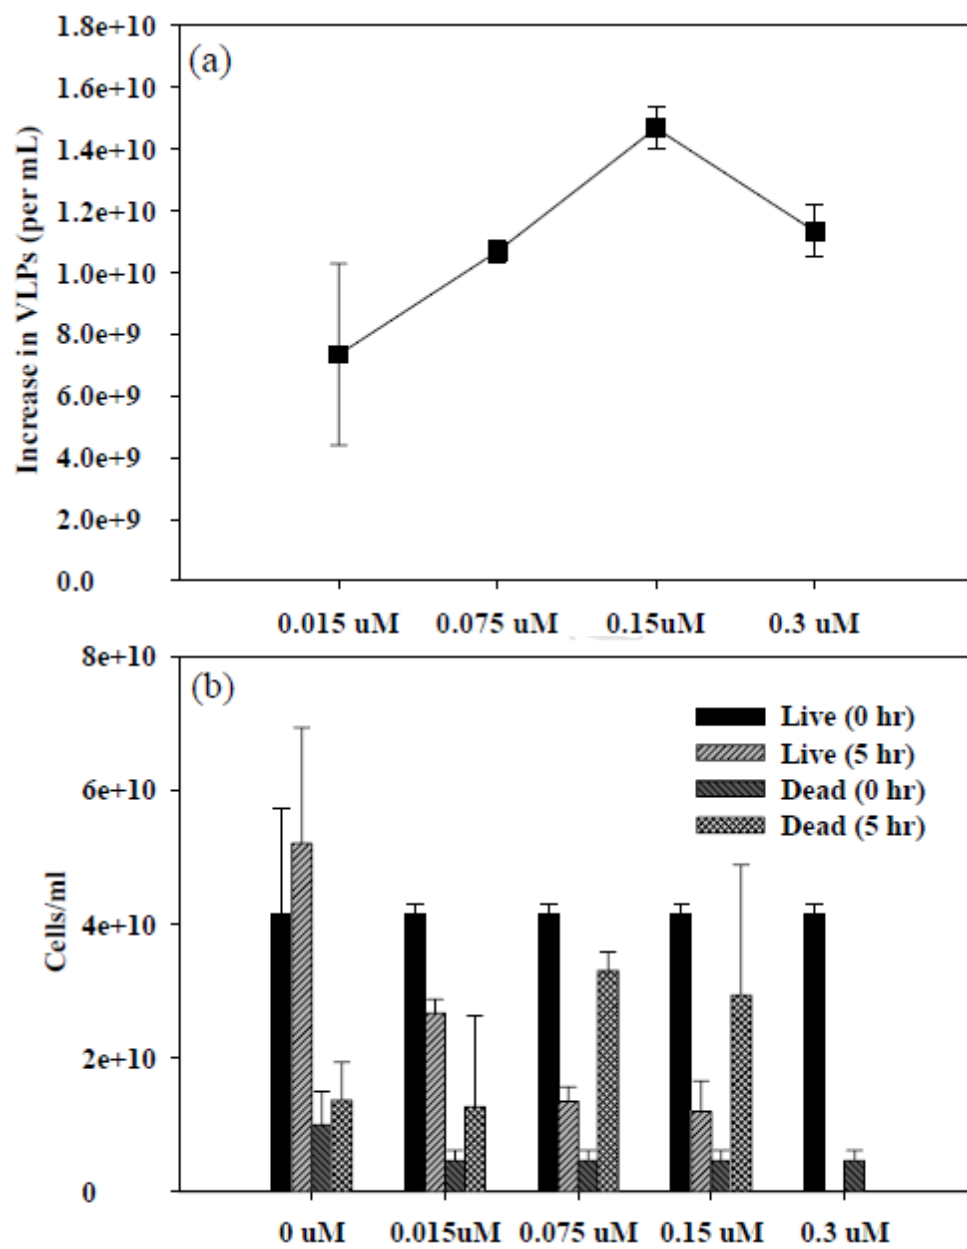 1.8e+10
(a)
1.6e+10
1.4e+10
1.2e+10
1.0e+10
8.0e+9
6.0e+9
4.0e+9
2.0e+9
0.0
Increase in VLPs (per mL)
0.015 uM 0.075 uM 0.15uM 0.3 uM
8e+10
(b)
Live (0 hr)
Live (5 hr)
Dead (0 hr)
Dead (5 hr)
6e+10
4e+10
2e+10
0
Cells/ml
0 uM 0.015uM 0.075 uM 0.15 uM 0.3 uM